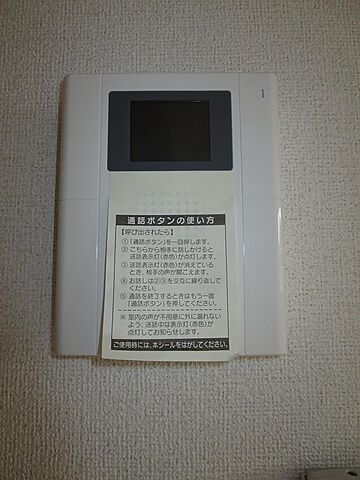 1
通話ボタンの使い方
【呼び出されたら】
①「通話ボタン」を一回押します。
②こちらから相手に話しかけると
送話表示灯(赤色)が点灯します。
③送話表示灯(赤色)が消えている
とき、相手の声が聞こえます。
④お話しは②③を交互に繰り返して
ください。
⑤通話を終了するときはもう一度
「通話ボタン」を押してください。
※室内の声が不用意に外に漏れない
よう、送話中は表示灯(赤色)が
点灯してお知らせします。
ご使用時には、本シールをはがしてください。